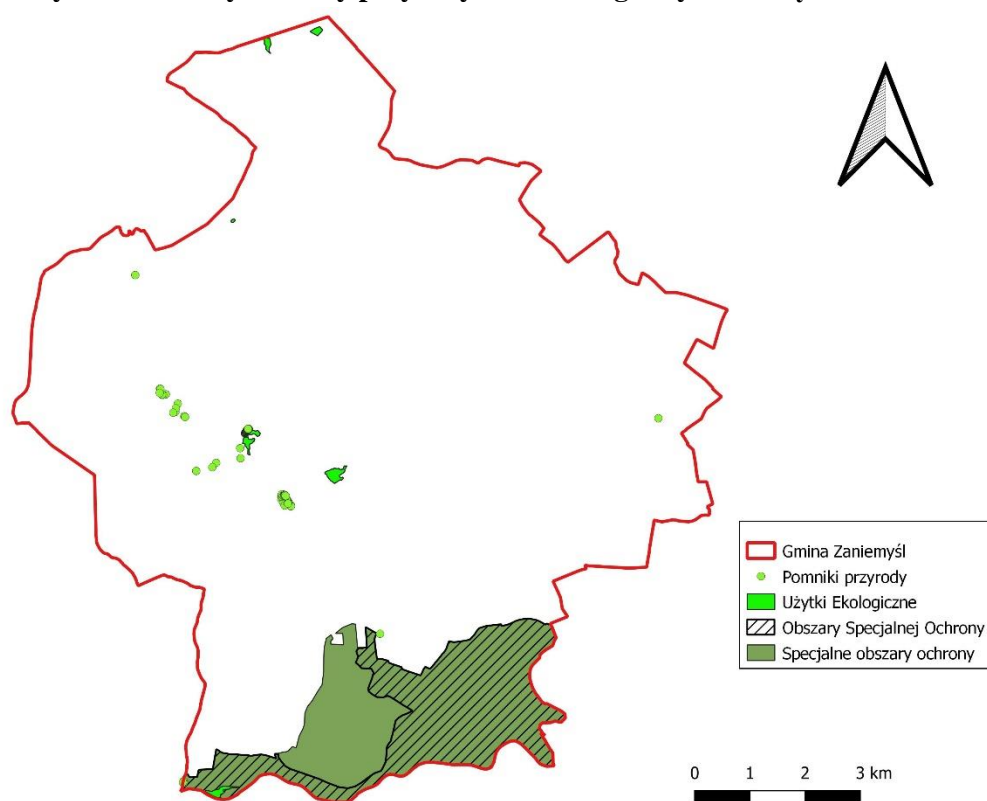 Gmina Zaniemyśl
Pomniki przyrody
Użytki Ekologiczne
Obszary Specjalnej Ochrony
Specjalne obszary ochrony
0 1 2 3 km